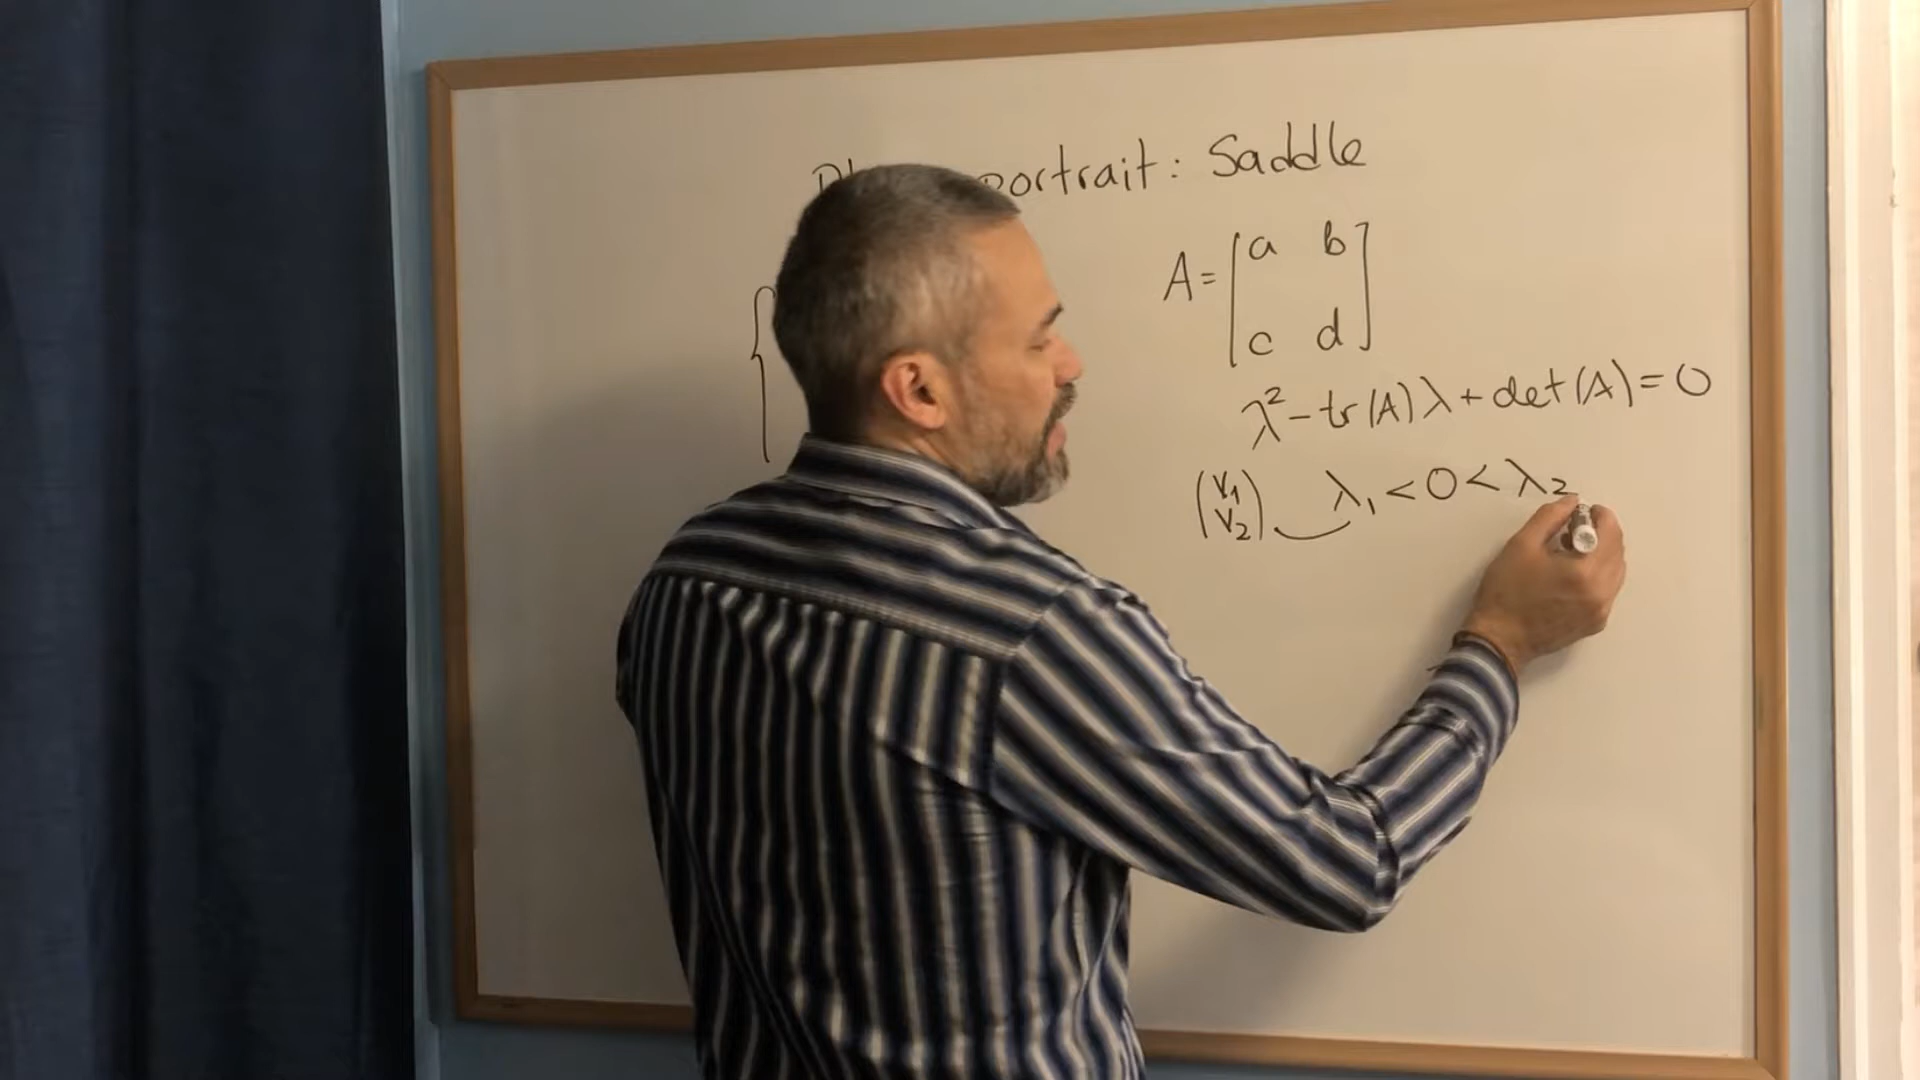 portrait: Saddle
A = [a b
c d]
λ² - tr(A)λ + det(A) = 0
(v₁
v₂) λ₁ < 0 < λ₂